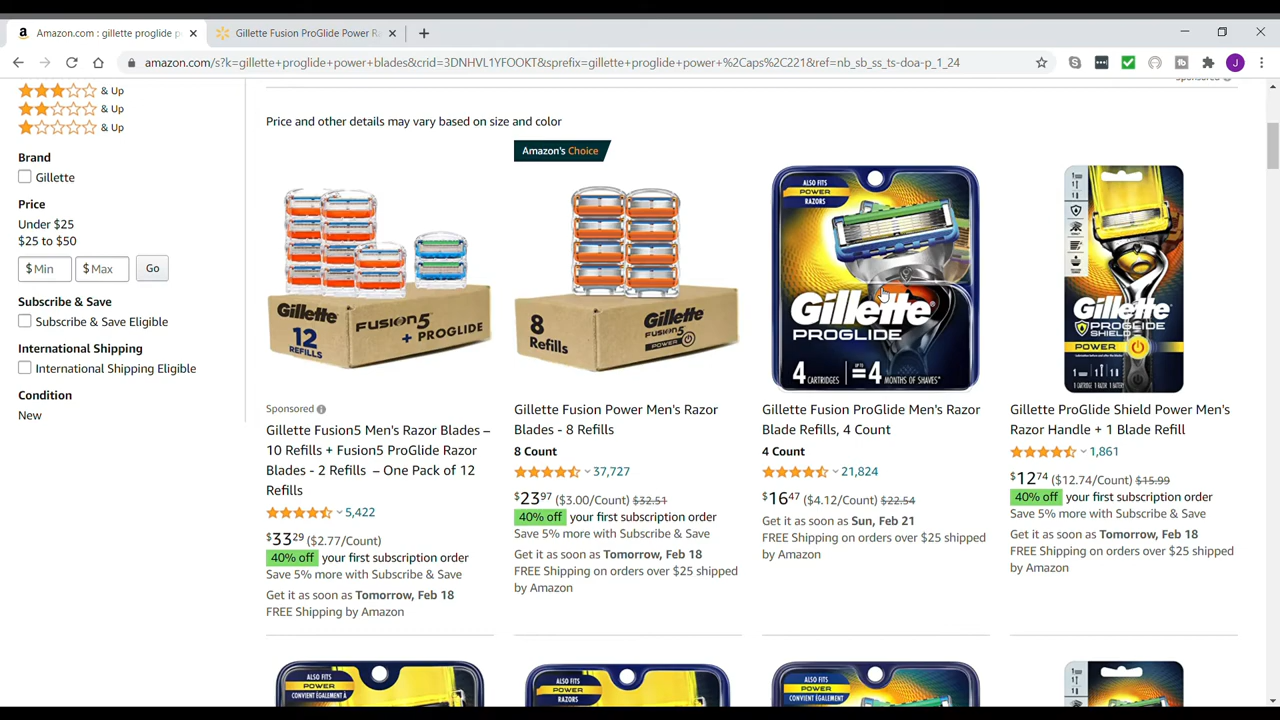 Amazon.com : gillette proglide p
Gillette Fusion ProGlide Power R
amazon.com/s?k=gillette+proglide+power+blades&crid=3DNHVL1YFOOKT&sprefix=gillette+proglide+power+%2Caps%2C221&ref=nb_sb_ss_ts-doa-p_1_24
J
Sponsored
& Up
& Up
& Up
Brand
Gillette
Price
Under $25
$25 to $50
$ Min
$ Max
Go
Subscribe & Save
Subscribe & Save Eligible
International Shipping
International Shipping Eligible
Condition
New
Price and other details may vary based on size and color
Gillette
12
REFILLS
FUSION5
+ PROGLIDE
Sponsored
Gillette Fusion5 Men's Razor Blades –
10 Refills + Fusion5 ProGlide Razor
Blades - 2 Refills – One Pack of 12
Refills
5,422
$33 29 ($2.77/Count)
40% off your first subscription order
Save 5% more with Subscribe & Save
Get it as soon as Tomorrow, Feb 18
FREE Shipping by Amazon
Amazon's Choice
8
Refills
Gillette
FUSION5
POWER
Gillette Fusion Power Men's Razor
Blades - 8 Refills
8 Count
37,727
$23 97 ($3.00/Count) $32.51
40% off your first subscription order
Save 5% more with Subscribe & Save
Get it as soon as Tomorrow, Feb 18
FREE Shipping on orders over $25 shipped
by Amazon
ALSO FITS
POWER
RAZORS
Gillette
PROGLIDE
4 CARTRIDGES
UP TO
=4 MONTHS OF SHAVES*
Gillette Fusion ProGlide Men's Razor
Blade Refills, 4 Count
4 Count
21,824
$16 47 ($4.12/Count) $22.54
Get it as soon as Sun, Feb 21
FREE Shipping on orders over $25 shipped
by Amazon
Gillette
PROGLIDE
SHIELD
POWER
Gillette ProGlide Shield Power Men's
Razor Handle + 1 Blade Refill
1,861
$12 74 ($12.74/Count) $15.99
40% off your first subscription order
Save 5% more with Subscribe & Save
Get it as soon as Tomorrow, Feb 18
FREE Shipping on orders over $25 shipped
by Amazon
ALSO FITS
POWER
CONVIENT ÉGALEMENT À
ALSO FITS
POWER
RAZORS
ALSO FITS
POWER
CONVIENT ÉGALEMENT